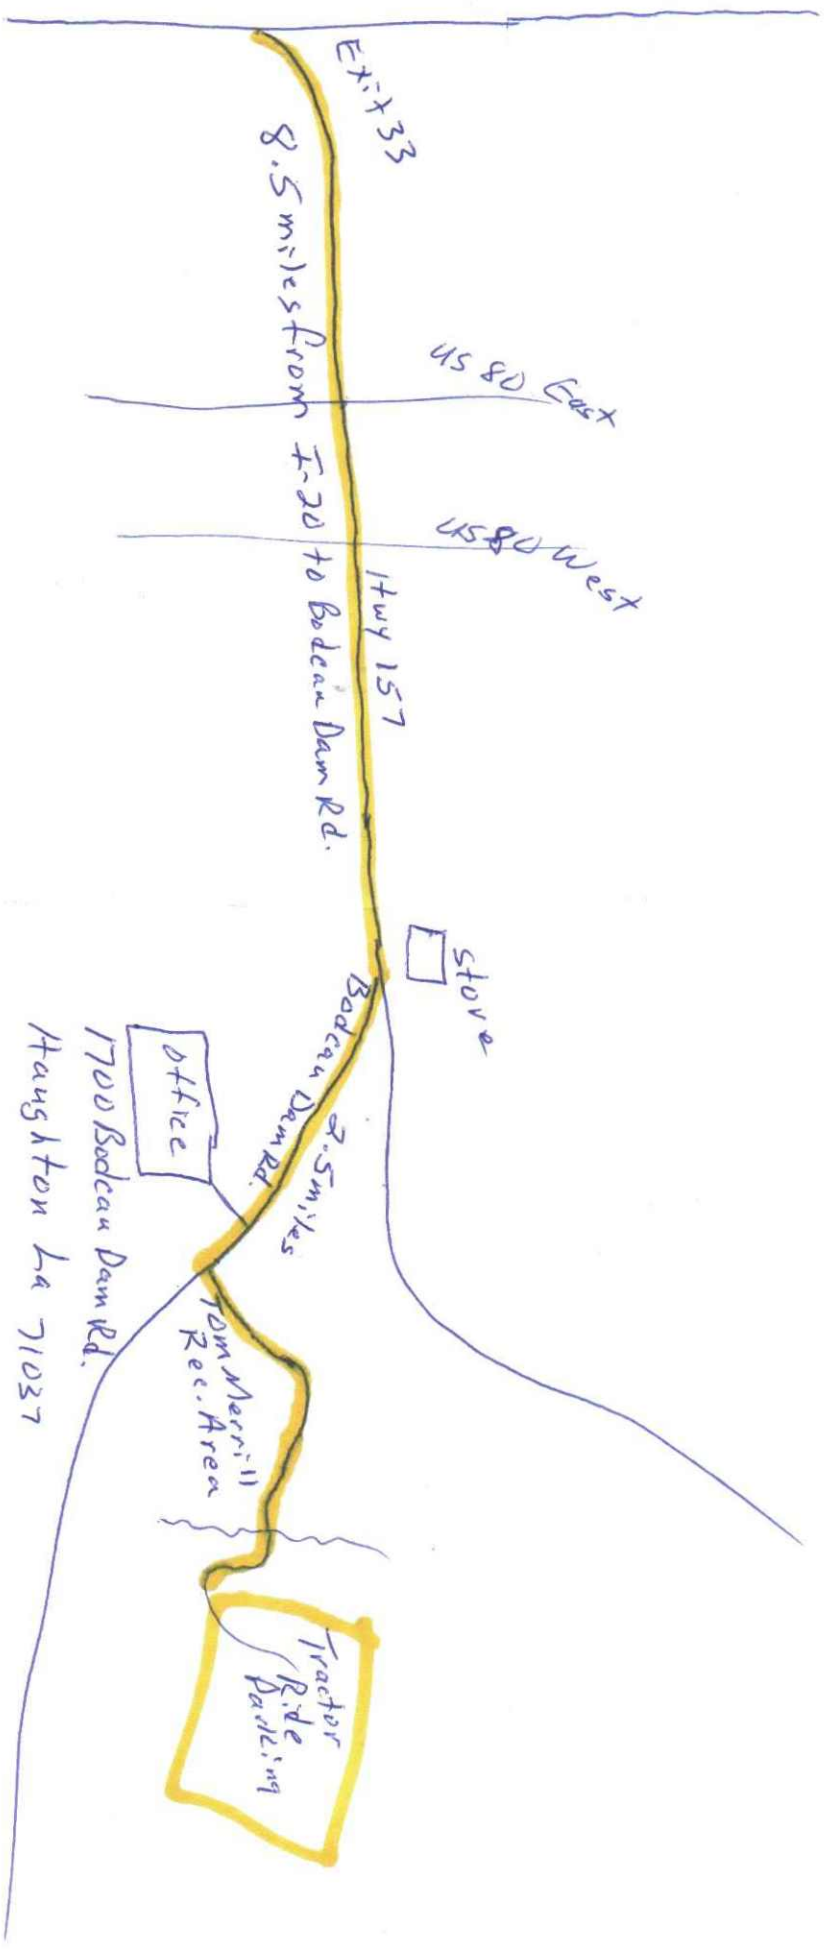 Exit 33
8.5 miles from I-20 to Bodcau Dam Rd.
US 80 East
US 80 West
Hwy 157
Store
Bodcau Dam Rd.
2.5 miles
office
1700 Bodcau Dam Rd.
Haughton La 71037
Tom Merrill
Rec. Area
Tractor
Ride
Parking